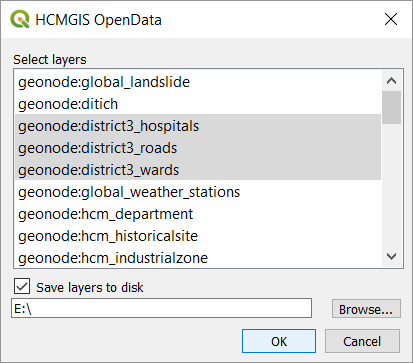 HCMGIS OpenData
Select layers
geonode:global_landslide
geonode:ditich
geonode:district3_hospitals
geonode:district3_roads
geonode:district3_wards
geonode:global_weather_stations
geonode:hcm_department
geonode:hcm_historicalsite
geonode:hcm_industrialzone
Save layers to disk
E:\
Browse...
OK
Cancel